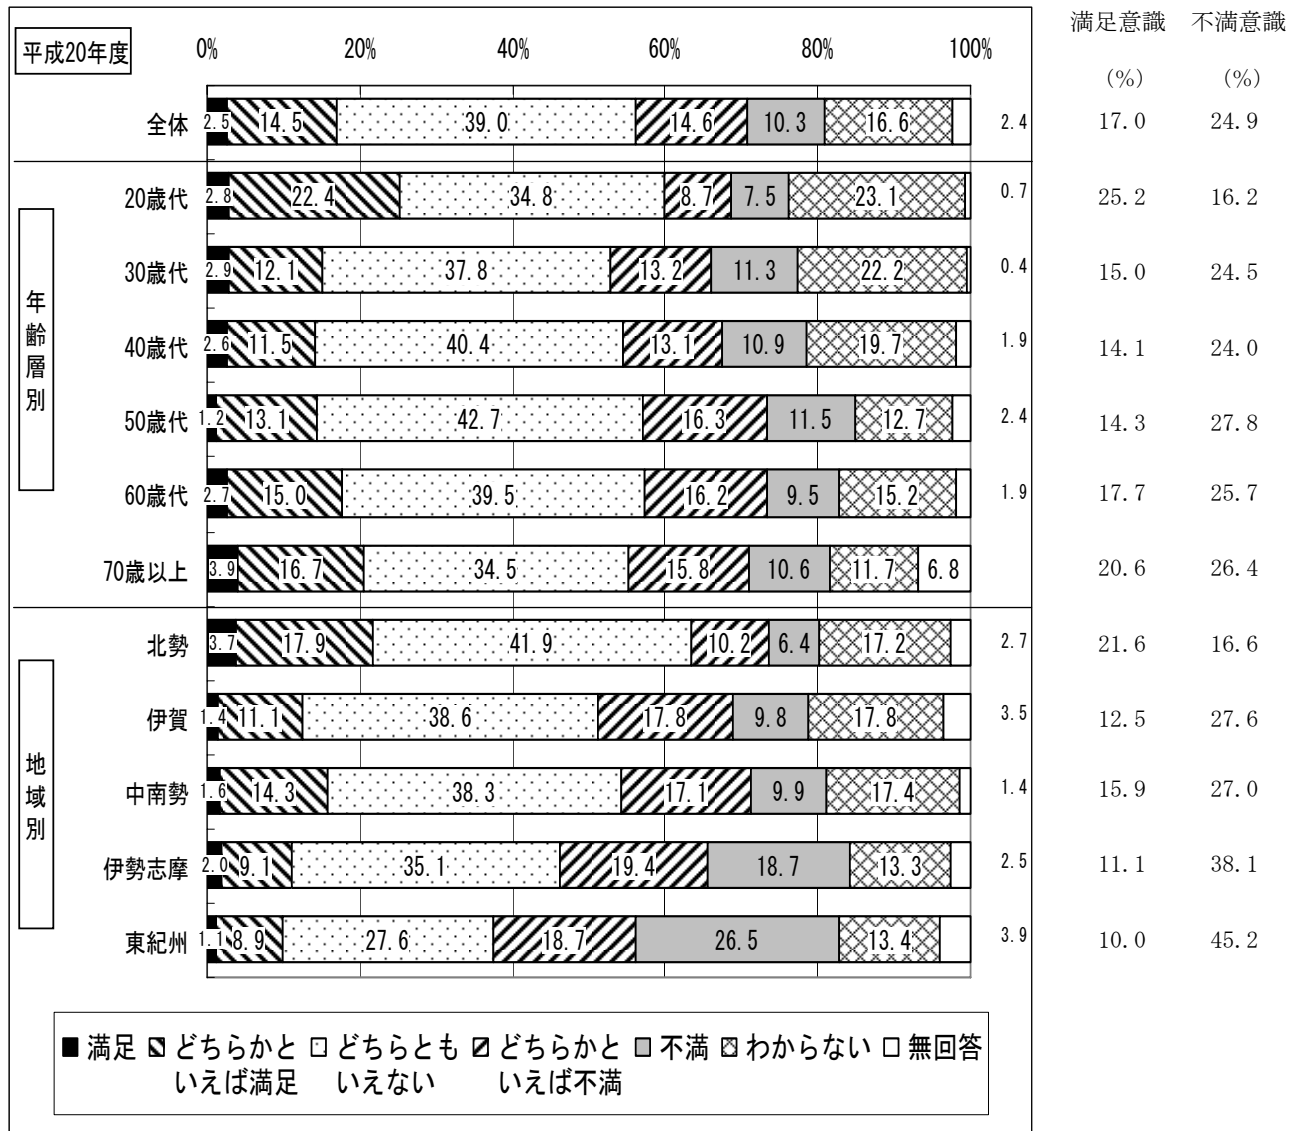 満足意識 不満意識
平成20年度 0% 20% 40% 60% 80% 100%
(%) (%)
全体 2.5 14.5 39.0 14.6 10.3 16.6 2.4 17.0 24.9
年齢層別
20歳代 2.8 22.4 34.8 8.7 7.5 23.1 0.7 25.2 16.2
30歳代 2.9 12.1 37.8 13.2 11.3 22.2 0.4 15.0 24.5
40歳代 2.6 11.5 40.4 13.1 10.9 19.7 1.9 14.1 24.0
50歳代 1.2 13.1 42.7 16.3 11.5 12.7 2.4 14.3 27.8
60歳代 2.7 15.0 39.5 16.2 9.5 15.2 1.9 17.7 25.7
70歳以上 3.9 16.7 34.5 15.8 10.6 11.7 6.8 20.6 26.4
地域別
北勢 3.7 17.9 41.9 10.2 6.4 17.2 2.7 21.6 16.6
伊賀 1.4 11.1 38.6 17.8 9.8 17.8 3.5 12.5 27.6
中南勢 1.6 14.3 38.3 17.1 9.9 17.4 1.4 15.9 27.0
伊勢志摩 2.0 9.1 35.1 19.4 18.7 13.3 2.5 11.1 38.1
東紀州 1.1 8.9 27.6 18.7 26.5 13.4 3.9 10.0 45.2
満足 どちらかと どちらとも どちらかと 不満 わからない 無回答
いえば満足 いえない いえば不満